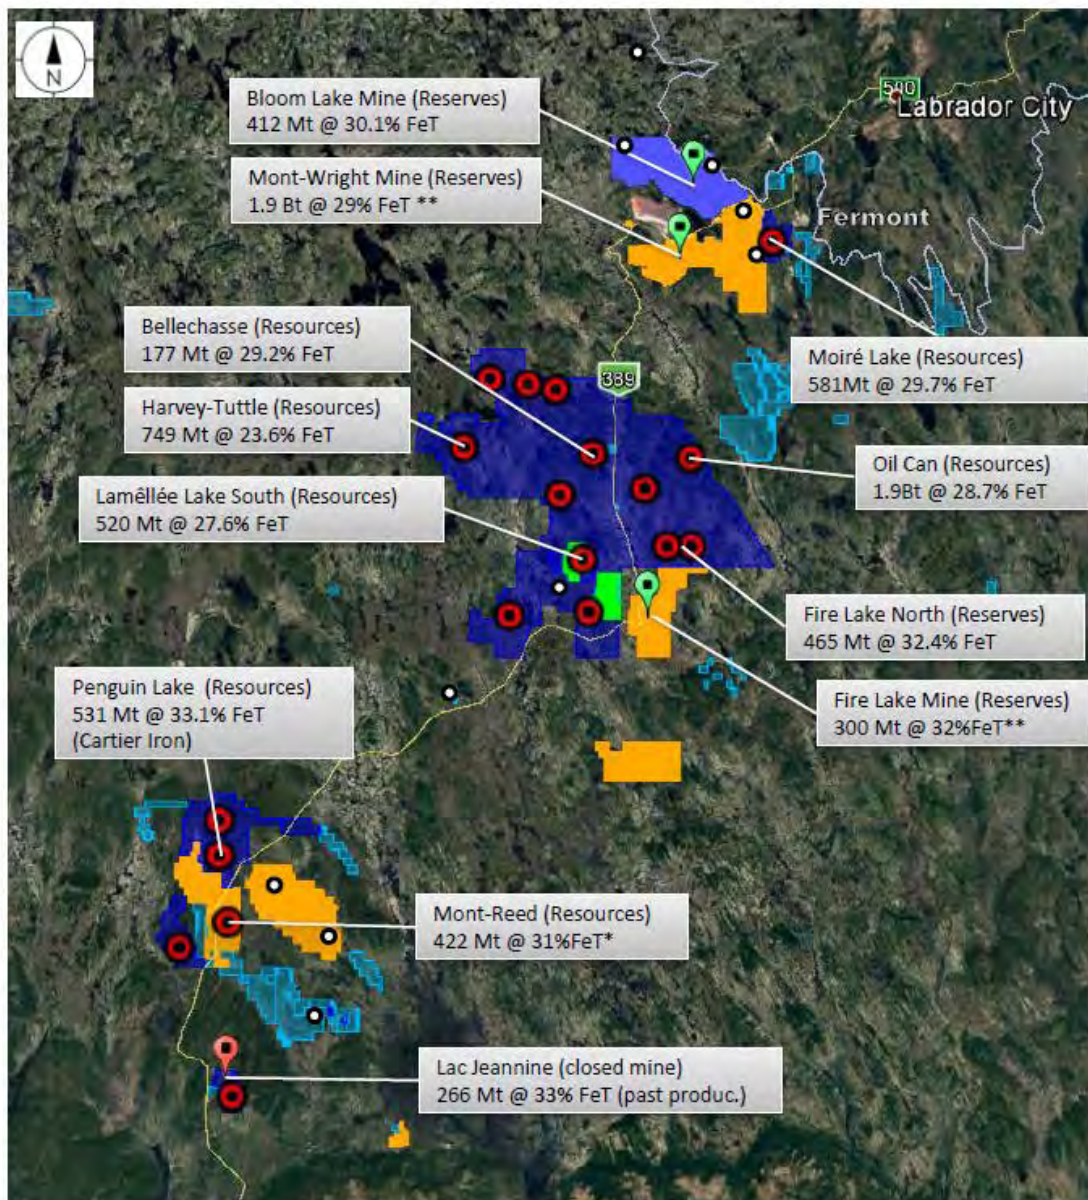 N
500
Labrador City
Bloom Lake Mine (Reserves)
412 Mt @ 30.1% FeT
Mont-Wright Mine (Reserves)
1.9 Bt @ 29% FeT **
Fermont
Bellechasse (Resources)
177 Mt @ 29.2% FeT
Moiré Lake (Resources)
581Mt @ 29.7% FeT
389
Harvey-Tuttle (Resources)
749 Mt @ 23.6% FeT
Oil Can (Resources)
1.9Bt @ 28.7% FeT
Lamêllée Lake South (Resources)
520 Mt @ 27.6% FeT
Fire Lake North (Reserves)
465 Mt @ 32.4% FeT
Penguin Lake (Resources)
531 Mt @ 33.1% FeT
(Cartier Iron)
Fire Lake Mine (Reserves)
300 Mt @ 32%FeT**
Mont-Reed (Resources)
422 Mt @ 31%FeT*
Lac Jeannine (closed mine)
266 Mt @ 33% FeT (past produc.)